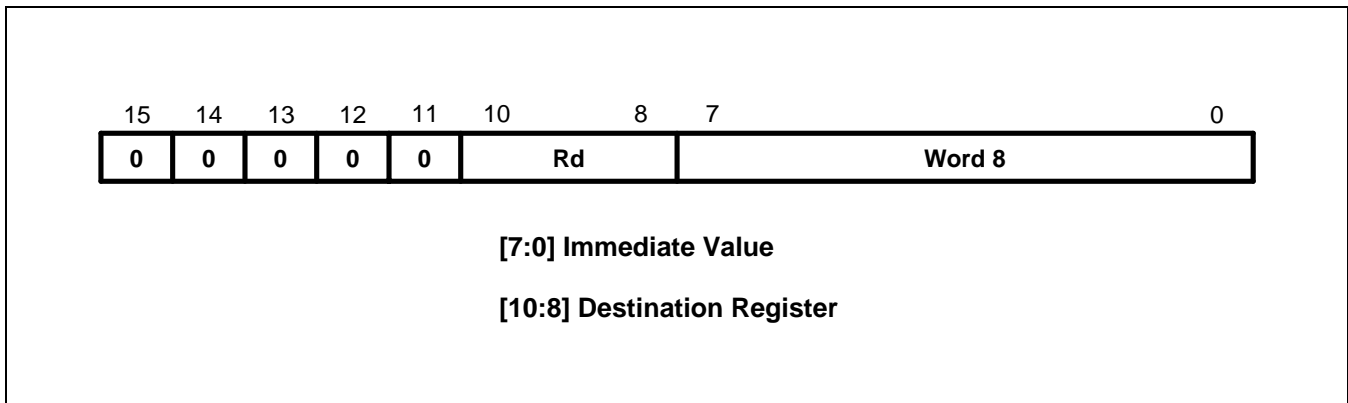 15 14 13 12 11 10 8 7 0
0 0 0 0 0 Rd Word 8
[7:0] Immediate Value
[10:8] Destination Register